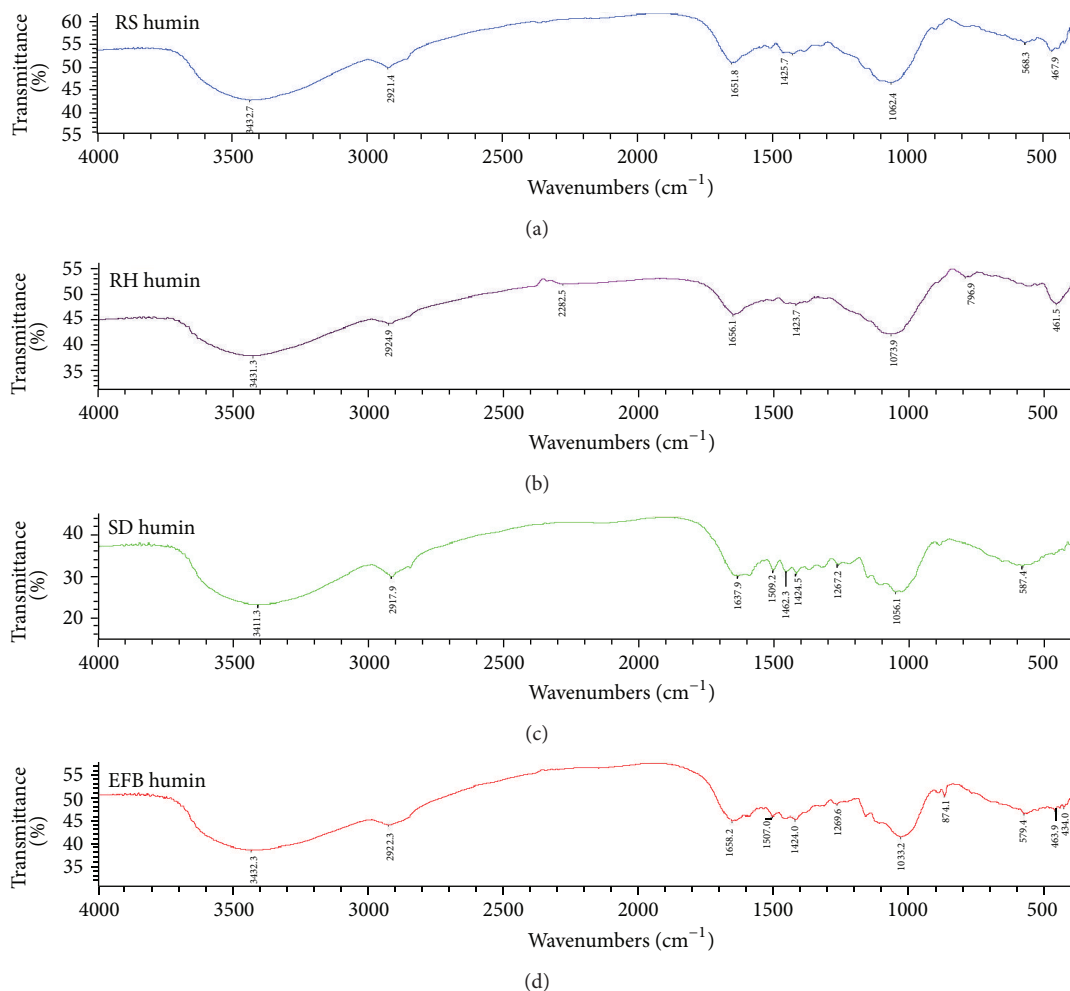 RS humin
Transmittance
(%)
60
55
50
45
40
55
3432.7
2921.4
1651.8
1425.7
1062.4
568.3
467.9
4000 3500 3000 2500 2000 1500 1000 500
Wavenumbers (cm⁻¹)
(a)
RH humin
Transmittance
(%)
55
50
45
40
35
3431.3
2924.9
2282.5
1656.1
1423.7
1073.9
796.9
461.5
4000 3500 3000 2500 2000 1500 1000 500
Wavenumbers (cm⁻¹)
(b)
SD humin
Transmittance
(%)
40
30
20
3411.3
2917.9
1637.9
1509.2
1462.3
1424.5
1267.2
1056.1
587.4
4000 3500 3000 2500 2000 1500 1000 500
Wavenumbers (cm⁻¹)
(c)
EFB humin
Transmittance
(%)
55
50
45
40
35
3432.3
2922.3
1658.2
1507.0
1424.0
1269.6
1033.2
874.1
579.4
463.9
434.0
4000 3500 3000 2500 2000 1500 1000 500
Wavenumbers (cm⁻¹)
(d)